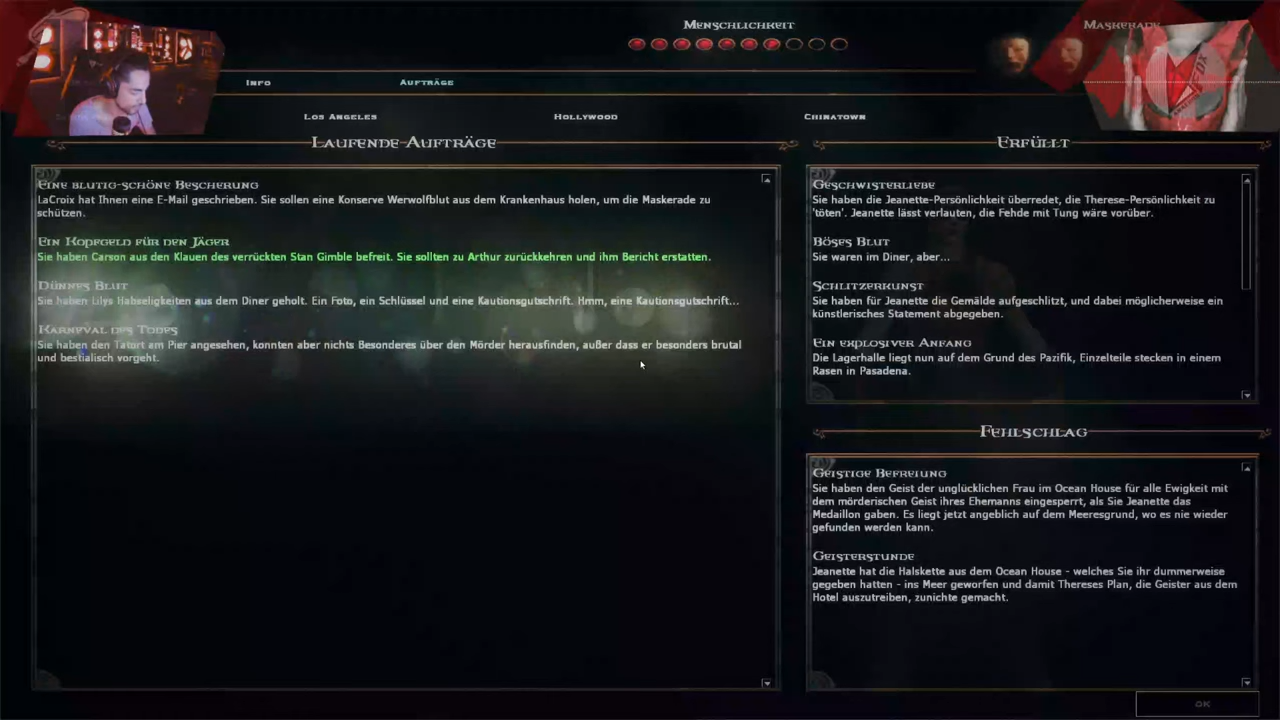 Menschlichkeit
Maskerade
Info
Aufträge
Los Angeles
Hollywood
Chinatown
Laufende Aufträge
Eine blutig-schöne Bescherung
LaCroix hat Ihnen eine E-Mail geschrieben. Sie sollen eine Konserve Werwolfblut aus dem Krankenhaus holen, um die Maskerade zu
schützen.
Ein Kopfgeld für den Jäger
Sie haben Carson aus den Klauen des verrückten Stan Gimble befreit. Sie sollten zu Arthur zurückkehren und ihm Bericht erstatten.
Dünnes Blut
Sie haben Lilys Habseligkeiten aus dem Diner geholt. Ein Foto, ein Schlüssel und eine Kautionsgutschrift. Hmm, eine Kautionsgutschrift...
Karneval des Todes
Sie haben den Tatort am Pier angesehen, konnten aber nichts Besonderes über den Mörder herausfinden, außer dass er besonders brutal
und bestialisch vorgeht.
Erfüllt
Geschwisterliebe
Sie haben die Jeanette-Persönlichkeit überredet, die Therese-Persönlichkeit zu
'töten'. Jeanette lässt verlauten, die Fehde mit Tung wäre vorüber.
Böses Blut
Sie waren im Diner, aber...
Schlitzerkunst
Sie haben für Jeanette die Gemälde aufgeschlitzt, und dabei möglicherweise ein
künstlerisches Statement abgegeben.
Ein explosiver Anfang
Die Lagerhalle liegt nun auf dem Grund des Pazifik, Einzelteile stecken in einem
Rasen in Pasadena.
Fehlschlag
Geistige Befreiung
Sie haben den Geist der unglücklichen Frau im Ocean House für alle Ewigkeit mit
dem mörderischen Geist ihres Ehemanns eingesperrt, als Sie Jeanette das
Medaillon gaben. Es liegt jetzt angeblich auf dem Meeresgrund, wo es nie wieder
gefunden werden kann.
Geisterstunde
Jeanette hat die Halskette aus dem Ocean House - welches Sie ihr dummerweise
gegeben hatten - ins Meer geworfen und damit Thereses Plan, die Geister aus dem
Hotel auszutreiben, zunichte gemacht.
OK